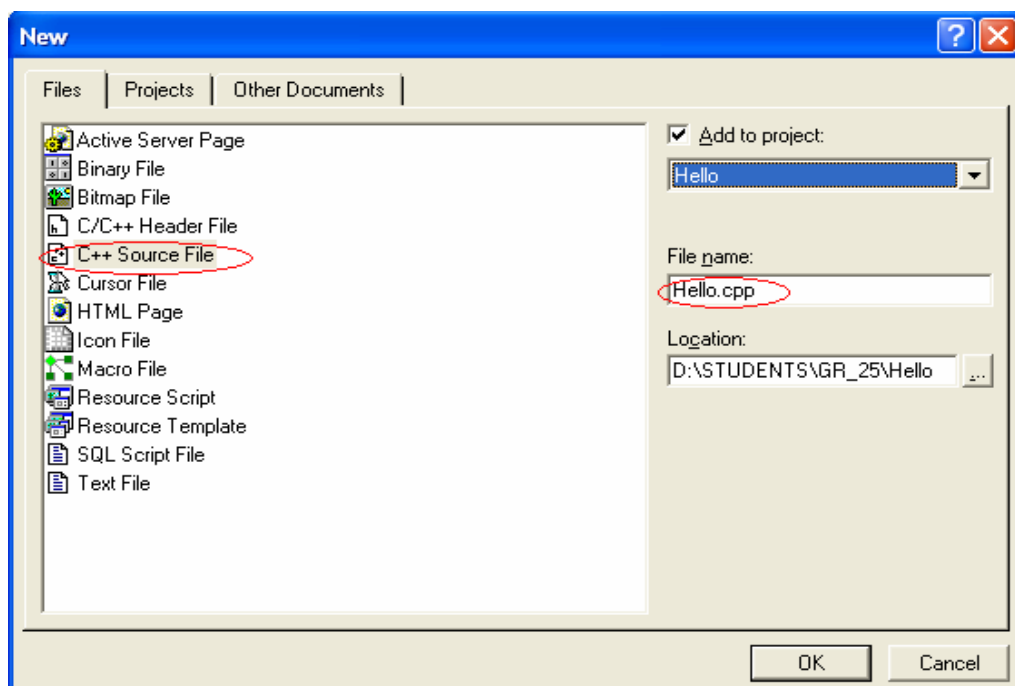 New
Files
Projects
Other Documents
Active Server Page
Binary File
Bitmap File
C/C++ Header File
C++ Source File
Cursor File
HTML Page
Icon File
Macro File
Resource Script
Resource Template
SQL Script File
Text File
Add to project:
Hello
File name:
Hello.cpp
Location:
D:\STUDENTS\GR_25\Hello
...
OK
Cancel